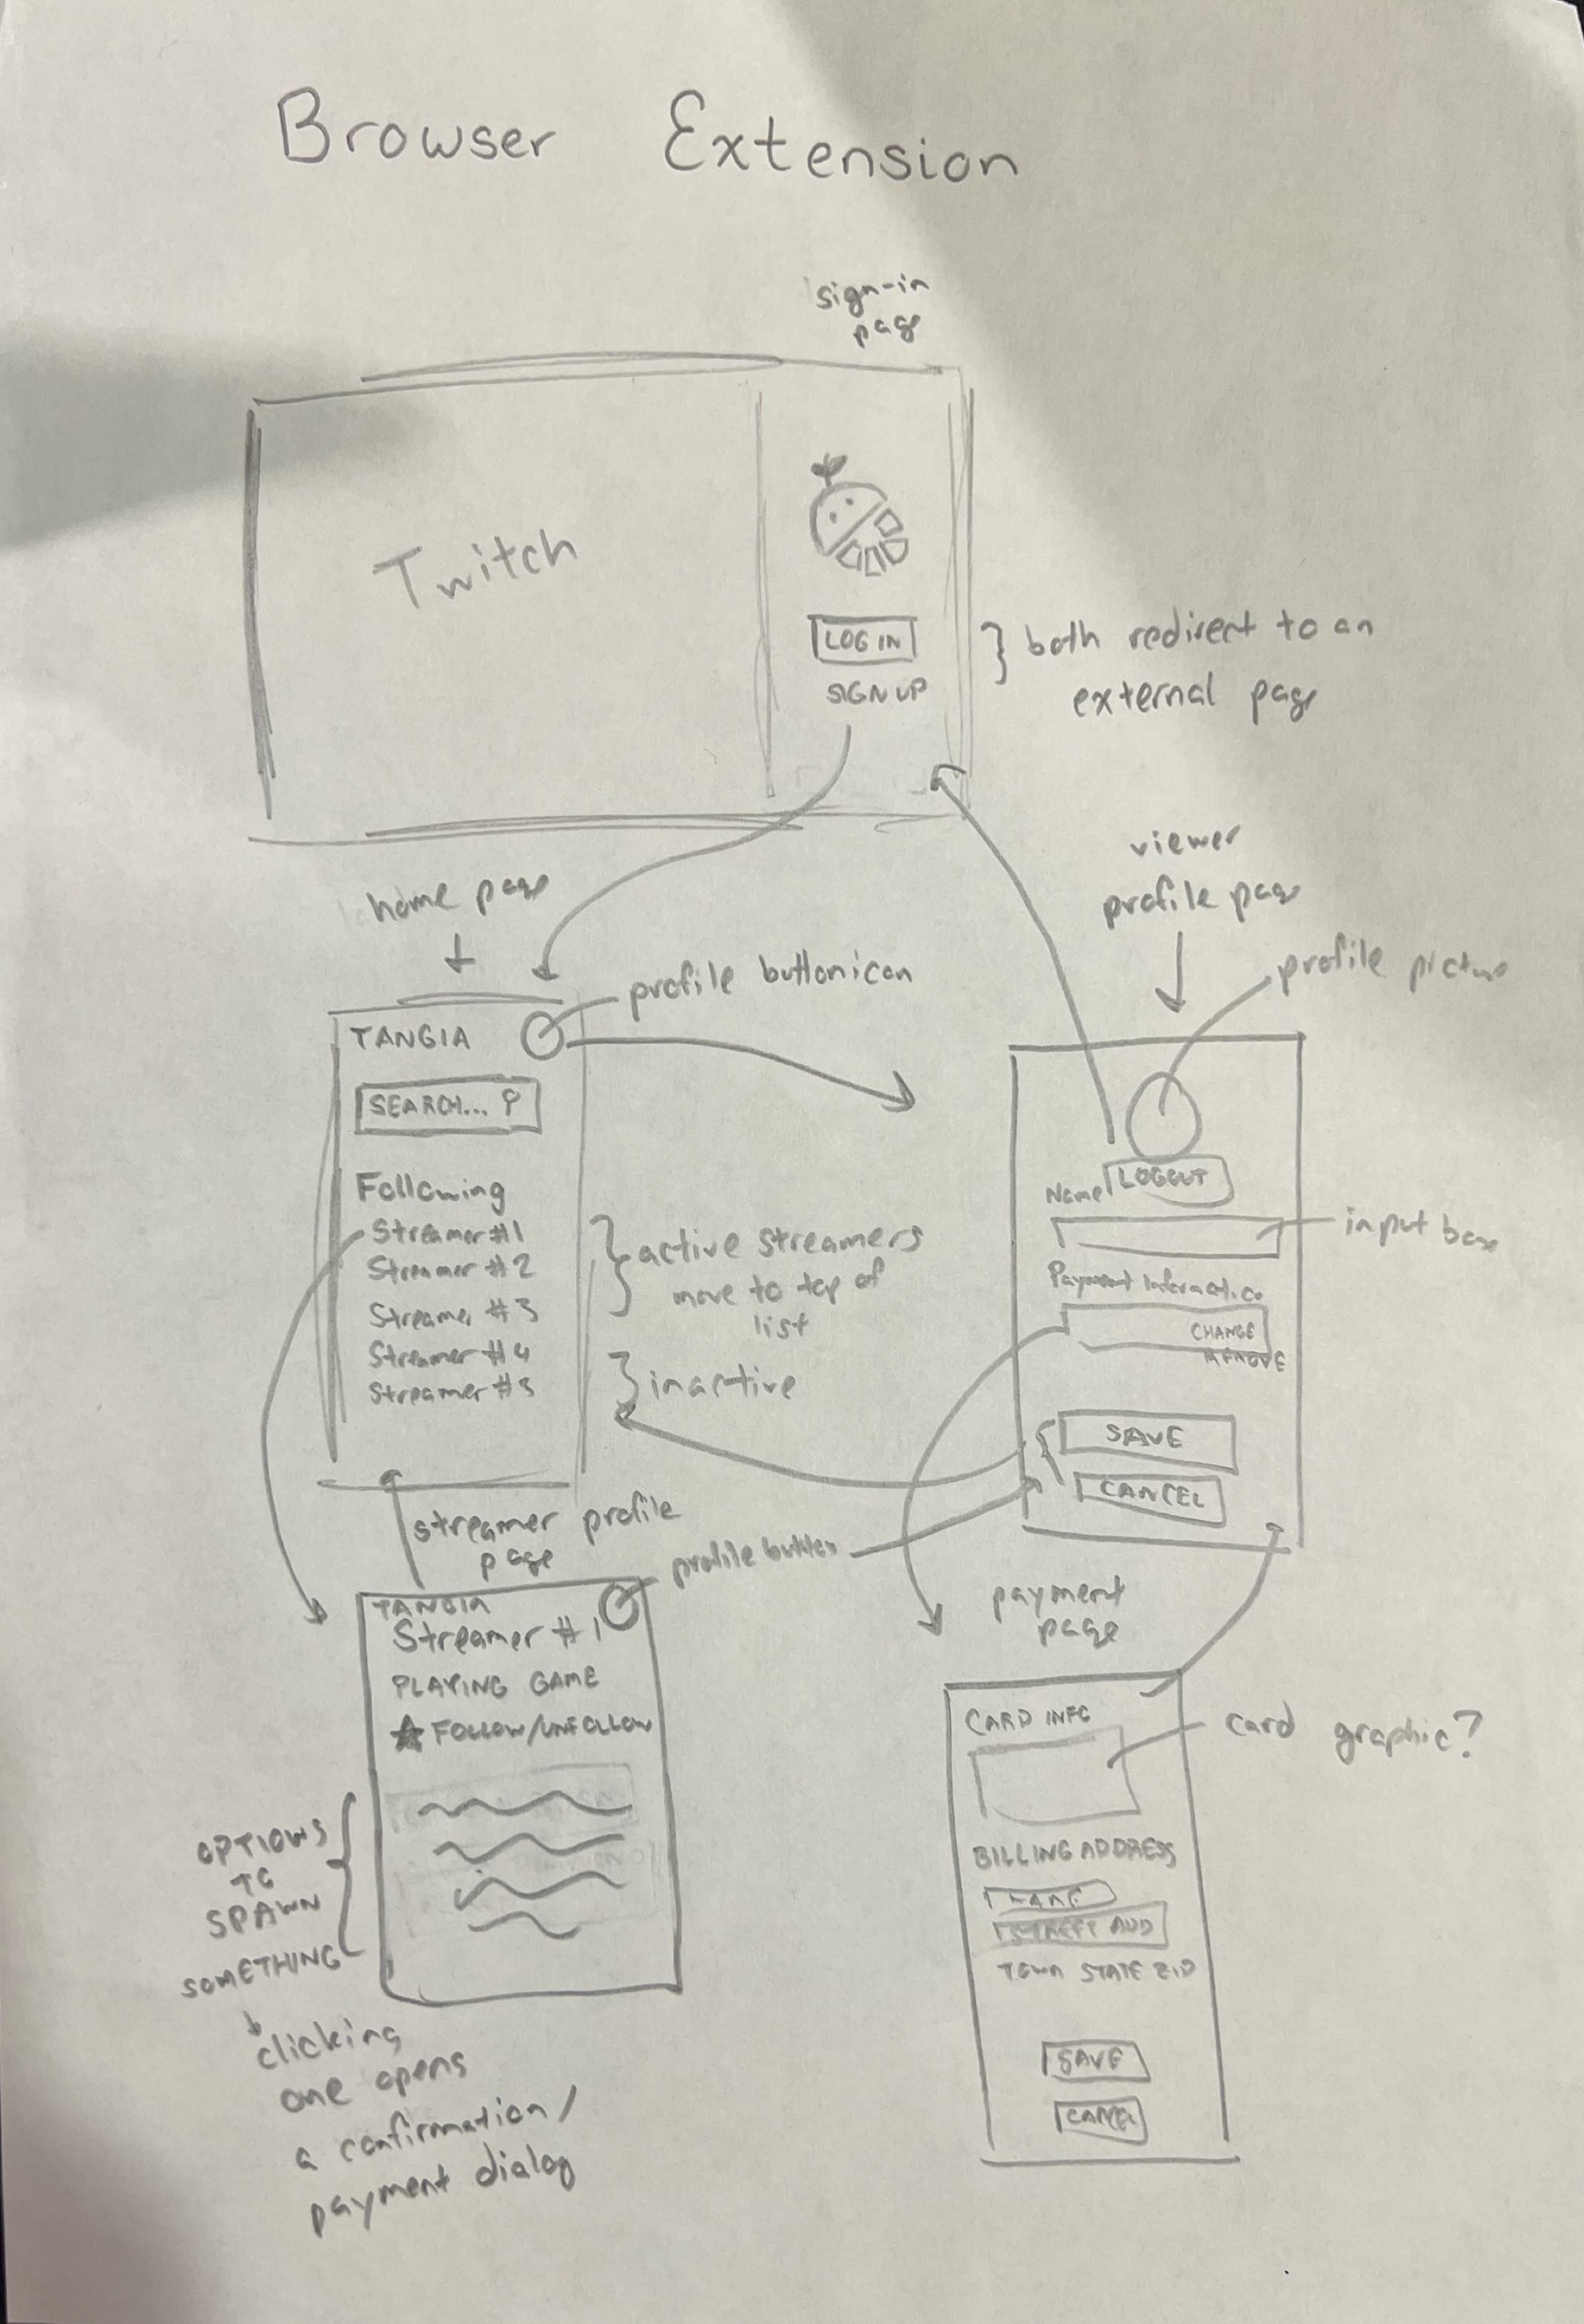 Browser Extension
sign-in
page
Twitch
LOG IN
SIGN UP
both redirect to an
external page
home page
viewer
profile page
profile button icon
profile picture
TANGIA
SEARCH...
Following
Streamer #1
Streamer #2
Streamer #3
Streamer #4
Streamer #5
active streamers
move to top of
list
inactive
LOGOUT
Name
input box
Payment Information
CHANGE
REMOVE
SAVE
CANCEL
streamer profile
page
profile button
TANGIA
Streamer #1
PLAYING GAME
FOLLOW/UNFOLLOW
OPTIONS
TO
SPAWN
SOMETHING
clicking
one opens
a confirmation/
payment dialog
payment
page
CARD INFO
card graphic?
BILLING ADDRESS
NAME
STREET ADD
TOWN STATE ZIP
SAVE
CANCEL